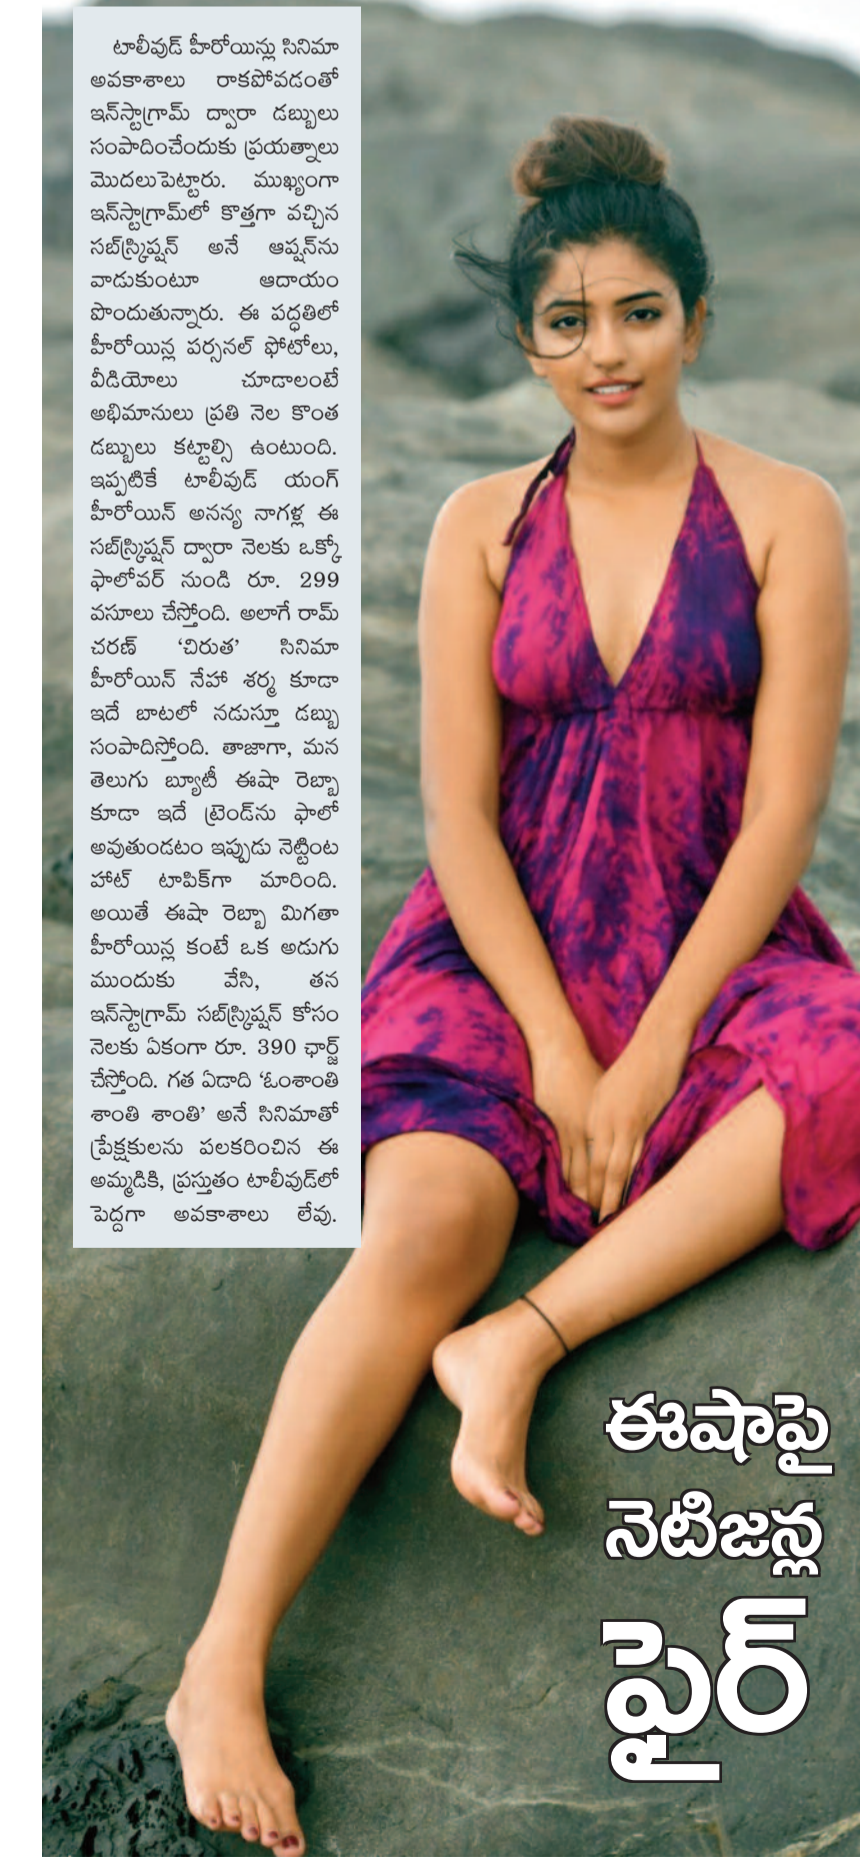 టాలీవుడ్ హీరోయిన్లు సినిమా
అవకాశాలు రాకపోవడంతో
ఇన్‌స్టాగ్రామ్ ద్వారా డబ్బులు
సంపాదించేందుకు ప్రయత్నాలు
మొదలుపెట్టారు. ముఖ్యంగా
ఇన్‌స్టాగ్రామ్‌లో కొత్తగా వచ్చిన
సబ్‌స్క్రిప్షన్ అనే ఆప్షన్‌ను
వాడుకుంటూ ఆదాయం
పొందుతున్నారు. ఈ పద్ధతిలో
హీరోయిన్ల పర్సనల్ ఫోటోలు,
వీడియోలు చూడాలంటే
అభిమానులు ప్రతి నెల కొంత
డబ్బులు కట్టాల్సి ఉంటుంది.
ఇప్పటికే టాలీవుడ్ యంగ్
హీరోయిన్ అనన్య నాగళ్ల ఈ
సబ్‌స్క్రిప్షన్ ద్వారా నెలకు ఒక్కో
ఫాలోవర్ నుండి రూ. 299
వసూలు చేస్తోంది. అలాగే రామ్
చరణ్ ‘చిరుత’ సినిమా
హీరోయిన్ నేహా శర్మ కూడా
ఇదే బాటలో నడుస్తూ డబ్బు
సంపాదిస్తోంది. తాజాగా, మన
తెలుగు బ్యూటీ ఈషా రెబ్బా
కూడా ఇదే ట్రెండ్‌ను ఫాలో
అవుతుండటం ఇప్పుడు నెట్టింట
హాట్ టాపిక్‌గా మారింది.
అయితే ఈషా రెబ్బా మిగతా
హీరోయిన్ల కంటే ఒక అడుగు
ముందుకు వేసి, తన
ఇన్‌స్టాగ్రామ్ సబ్‌స్క్రిప్షన్ కోసం
నెలకు ఏకంగా రూ. 390 ఛార్జ్
చేస్తోంది. గత ఏడాది ‘ఓంశాంతి
శాంతి శాంతి’ అనే సినిమాతో
ప్రేక్షకులను పలకరించిన ఈ
అమ్మడికి, ప్రస్తుతం టాలీవుడ్‌లో
పెద్దగా అవకాశాలు లేవు.
ఈషాపై
నెటిజన్ల
ఫైర్